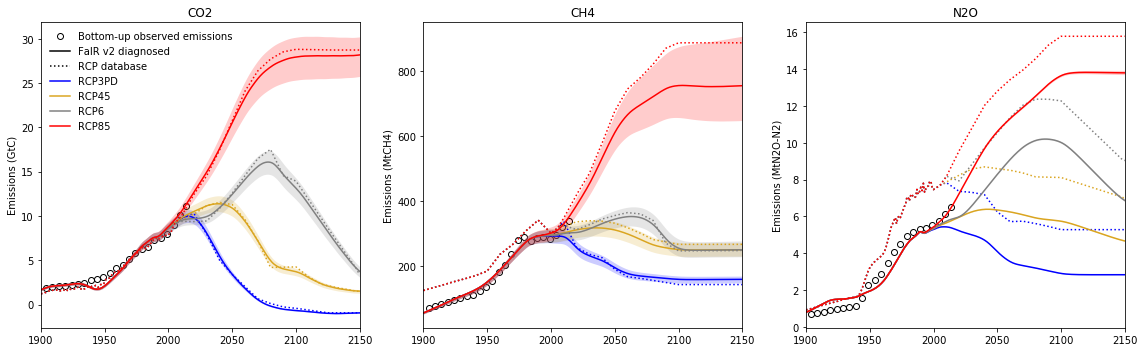 CO2
Emissions (GtC)
30
25
20
15
10
5
0
1900 1950 2000 2050 2100 2150
Bottom-up observed emissions
FaIR v2 diagnosed
RCP database
RCP3PD
RCP45
RCP6
RCP85
CH4
Emissions (MtCH4)
800
600
400
200
1900 1950 2000 2050 2100 2150
N2O
Emissions (MtN2O-N2)
16
14
12
10
8
6
4
2
0
1900 1950 2000 2050 2100 2150